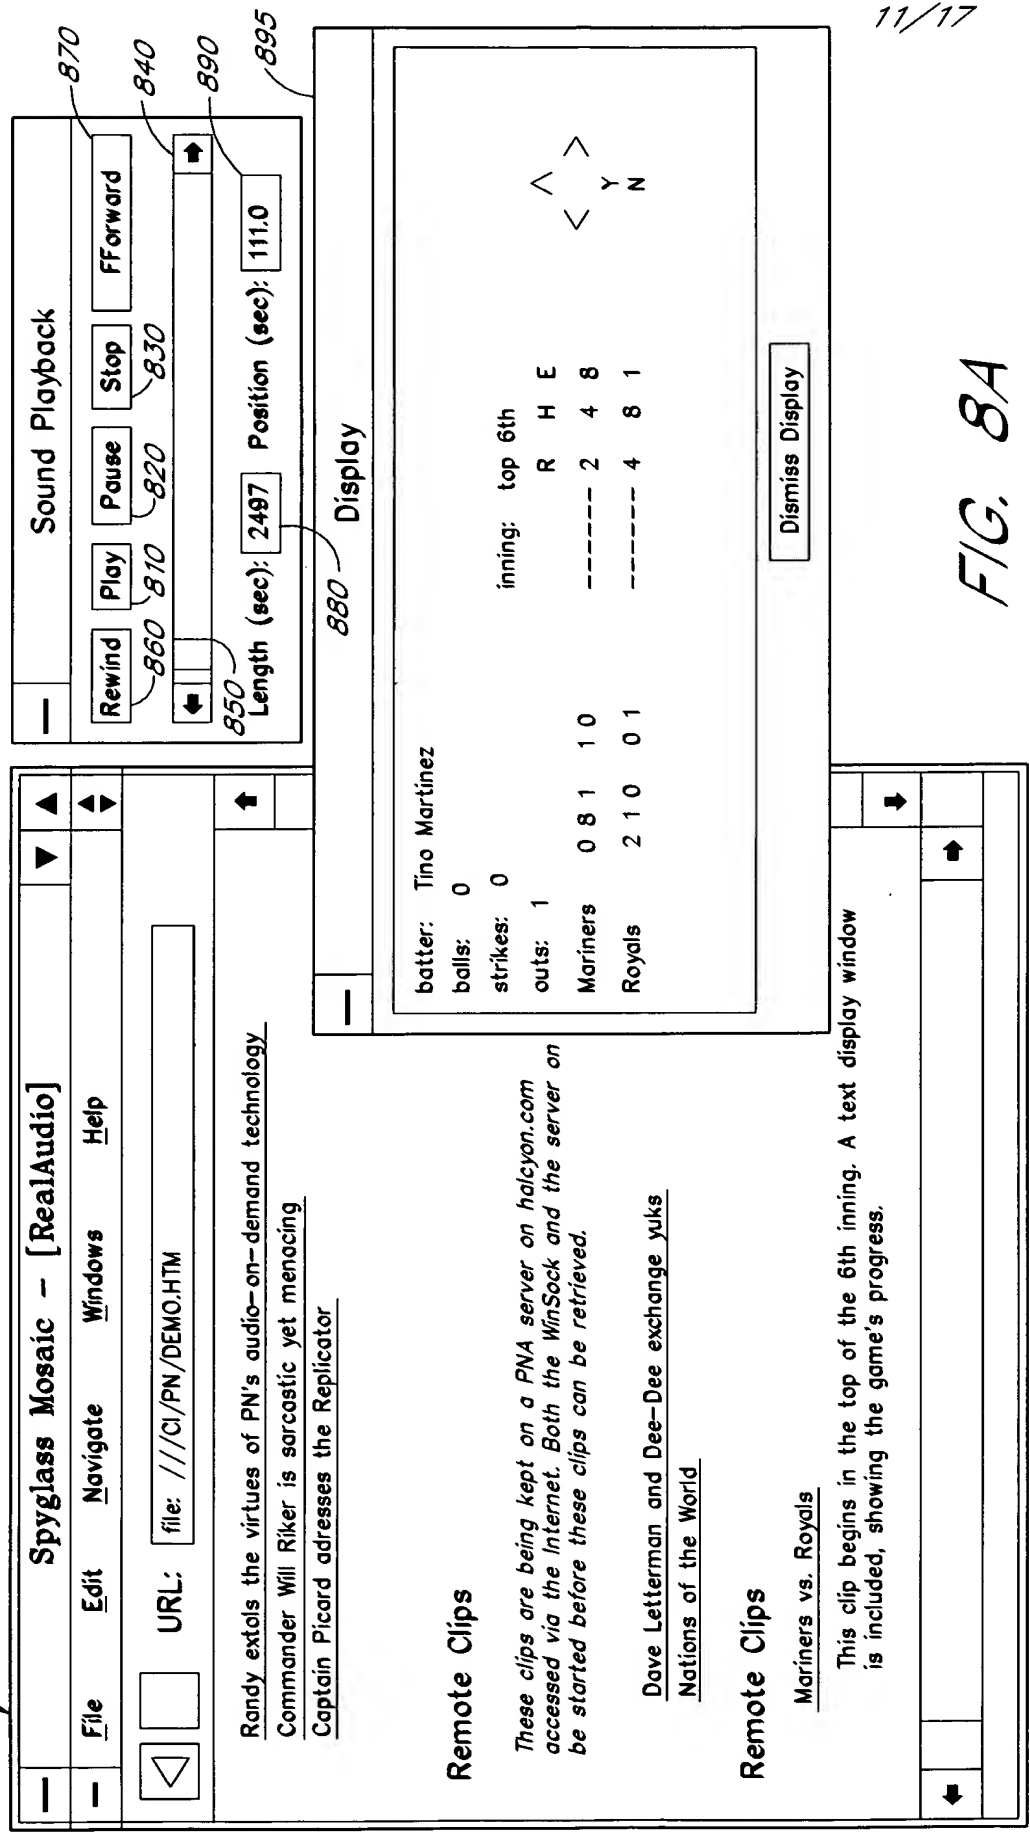 11/17
Spyglass Mosaic – [RealAudio]
File Edit Navigate Windows Help
URL: file: ///CI/PN/DEMO.HTM
Randy extols the virtues of PN's audio-on-demand technology
Commander Will Riker is sarcastic yet menacing
Captain Picard adresses the Replicator
Remote Clips
These clips are being kept on a PNA server on halcyon.com
accessed via the Internet. Both the WinSock and the server on
be started before these clips can be retrieved.
Dave Letterman and Dee-Dee exchange yuks
Nations of the World
Remote Clips
Mariners vs. Royals
This clip begins in the top of the 6th inning. A text display window
is included, showing the game's progress.
Sound Playback
Rewind Play Pause Stop FForward
860 810 820 830 870
840
850
Length (sec): 2497 Position (sec): 111.0
880 890
895
Display
batter: Tino Martinez
balls: 0
strikes: 0 inning: top 6th
outs: 1 R H E
Mariners 0 8 1 1 0 ------ 2 4 8
Royals 2 1 0 0 1 ------ 4 8 1
Y
N
Dismiss Display
FIG. 8A